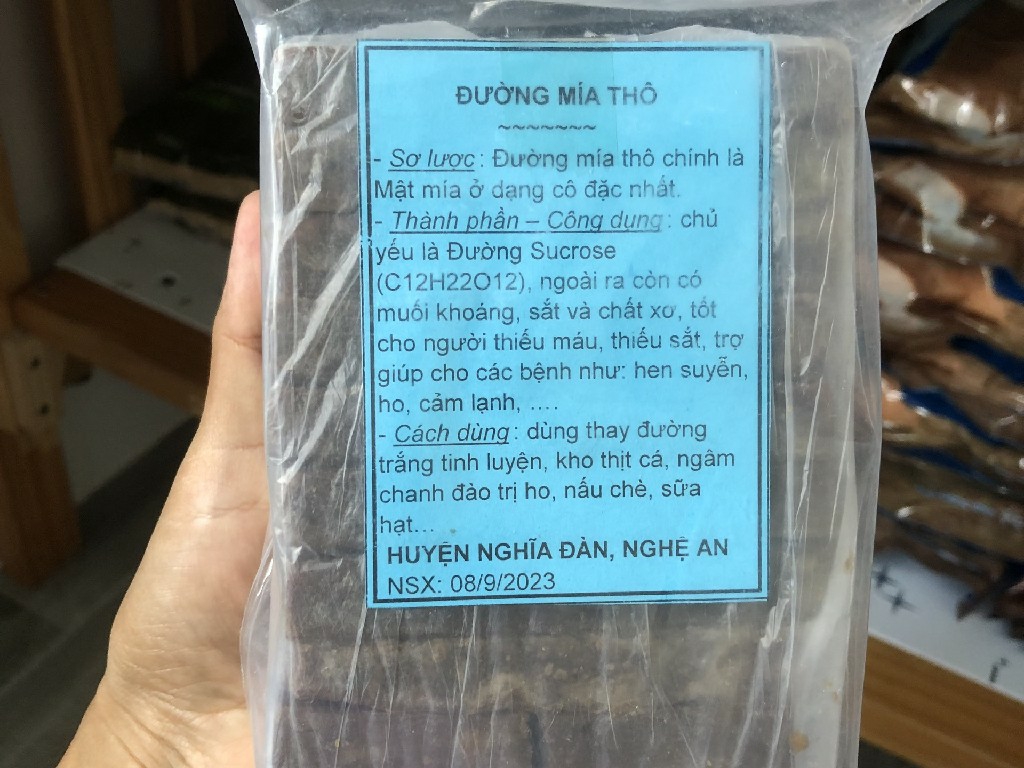 ĐƯỜNG MÍA THÔ
~~~~~~~
- Sơ lược: Đường mía thô chính là
Mật mía ở dạng cô đặc nhất.
- Thành phần – Công dụng: chủ
yếu là Đường Sucrose
(C12H22O12), ngoài ra còn có
muối khoáng, sắt và chất xơ, tốt
cho người thiếu máu, thiếu sắt, trợ
giúp cho các bệnh như: hen suyễn,
ho, cảm lạnh, ....
- Cách dùng: dùng thay đường
trắng tinh luyện, kho thịt cá, ngâm
chanh đào trị ho, nấu chè, sữa
hạt...
HUYỆN NGHĨA ĐÀN, NGHỆ AN
NSX: 08/9/2023